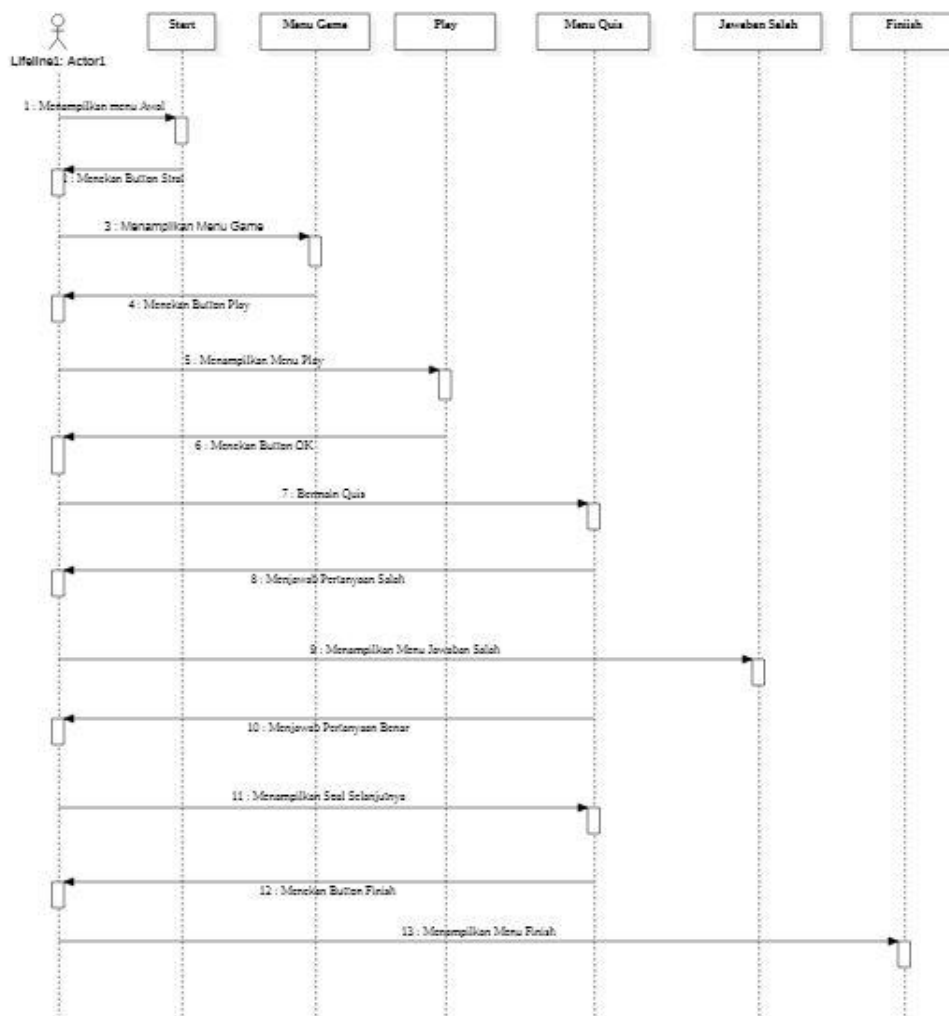 Start
Menu Game
Play
Menu Quis
Jawaban Salah
Finiish
Lifeline1: Actor1
1 : Menampilkan menu Awal
: Menekan Button Strat
3 : Menampilkan Menu Game
4 : Menekan Button Play
5 : Menampilkan Menu Play
6 : Menekan Button OK
7 : Bermain Quis
8 : Menjawab Pertanyaan Salah
9 : Menampilkan Menu Jawaban Salah
10 : Menjawab Pertanyaan Benar
11 : Menampilkan Soal Selanjutnya
12 : Menekan Button Finish
13 : Menampilkan Menu Finish